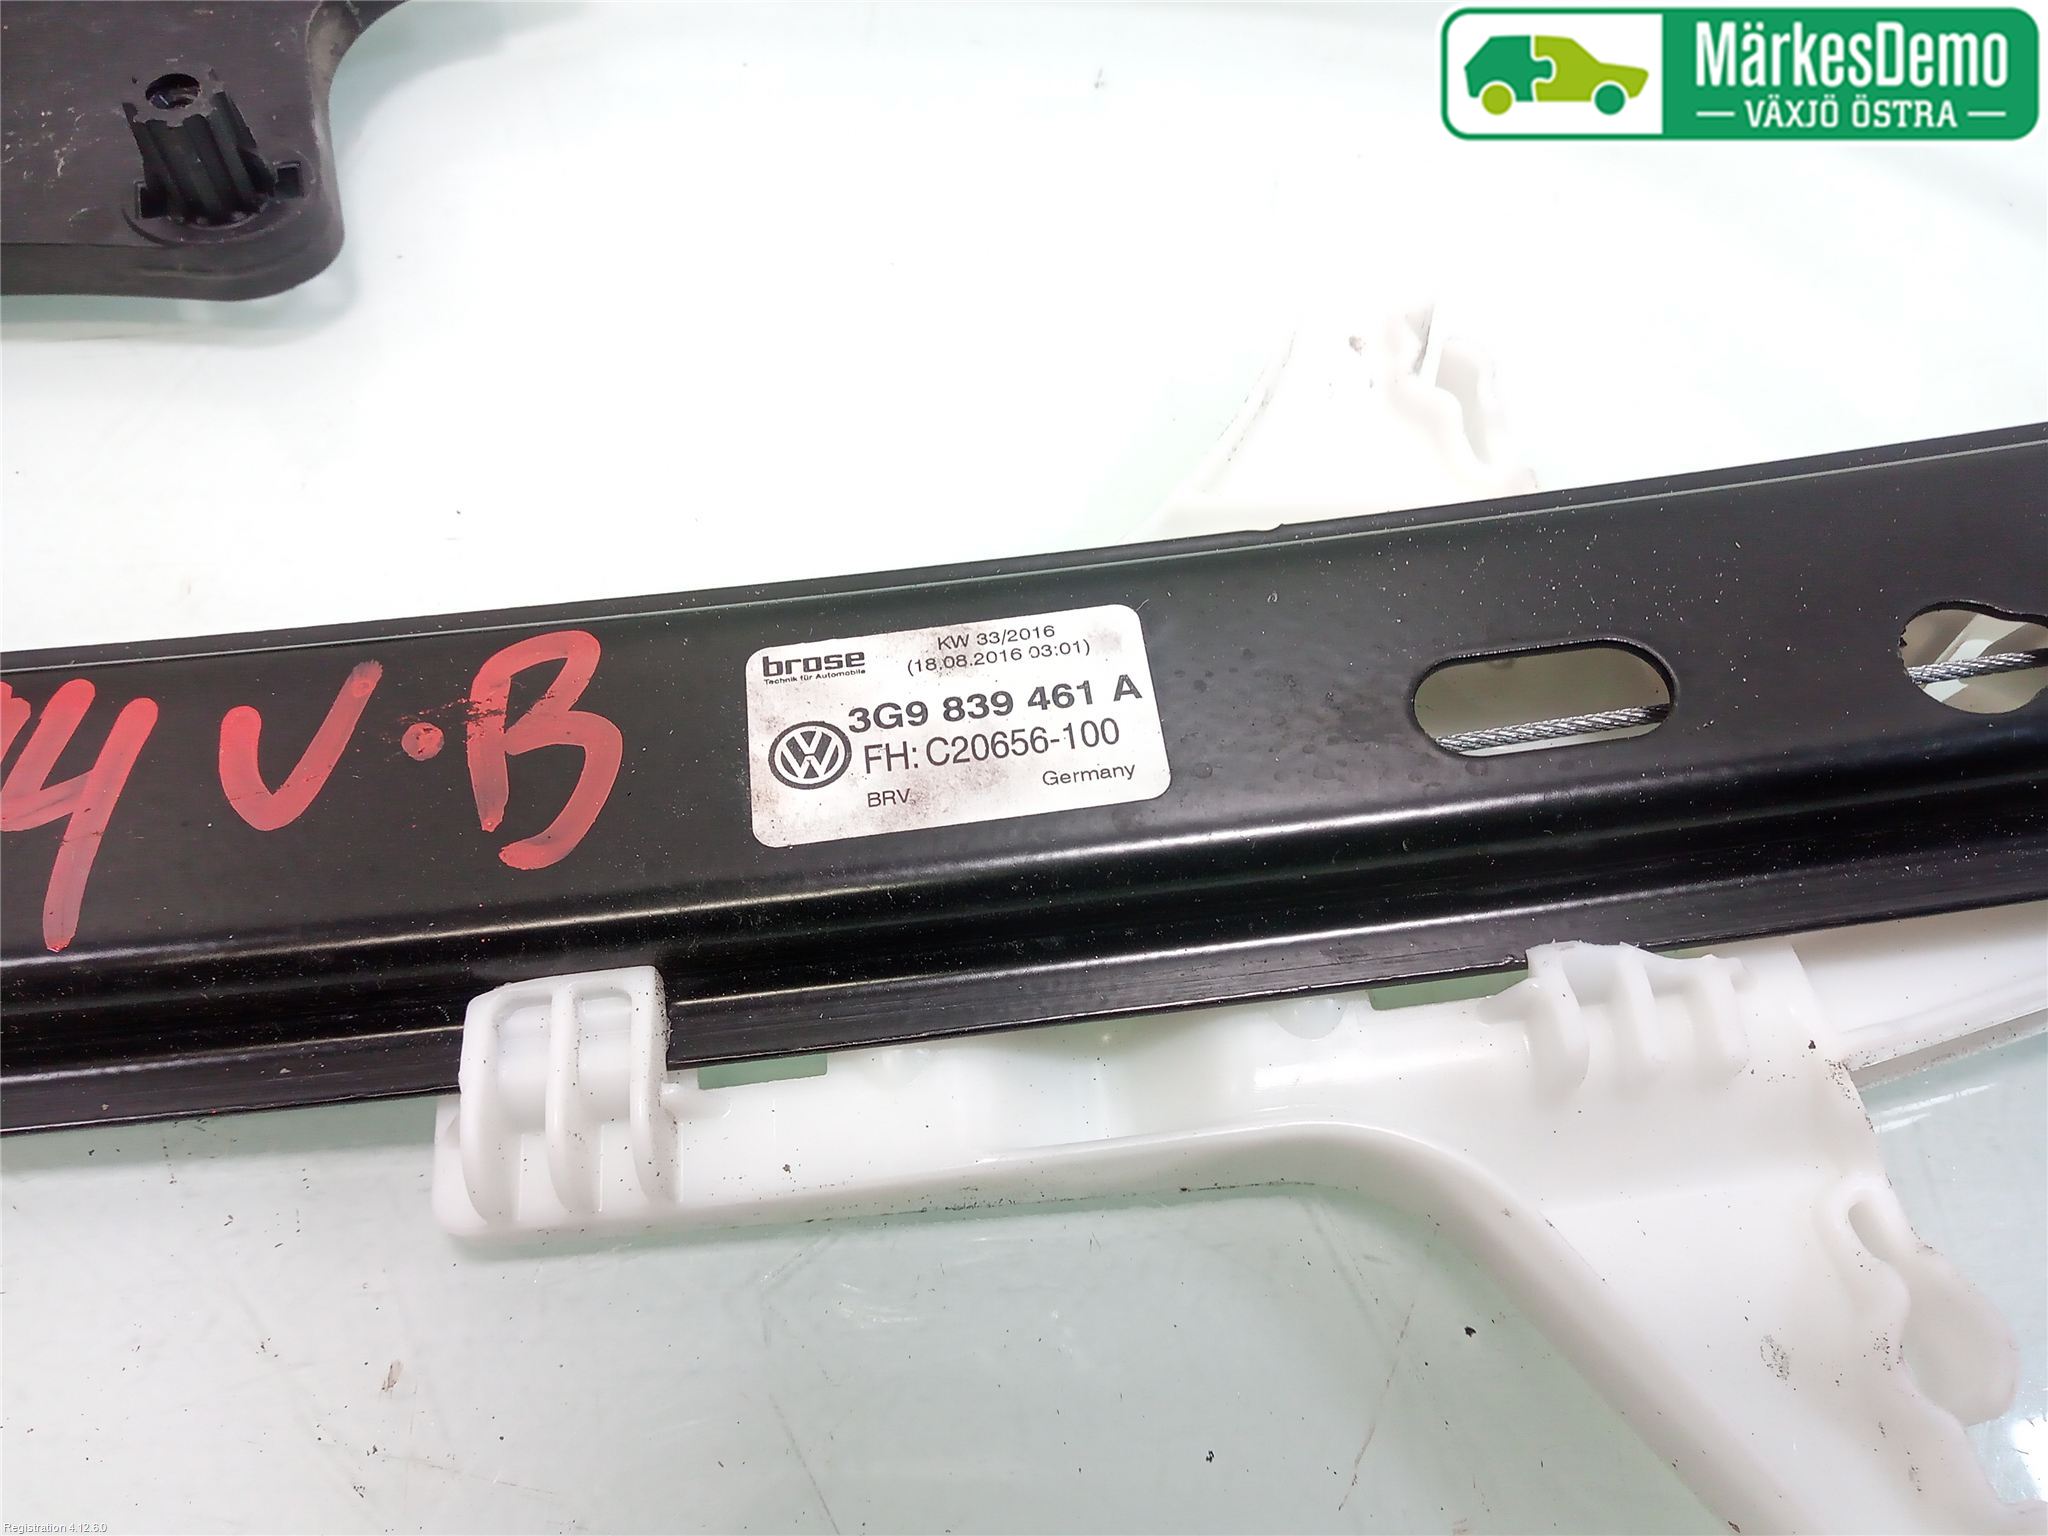 MärkesDemo
VÄXJÖ ÖSTRA
brose
Technik für Automobile
KW 33/2016
(18.08.2016 03:01)
3G9 839 461 A
FH: C20656-100
Germany
BRV
4 V·B
Registration 4.12.6.0